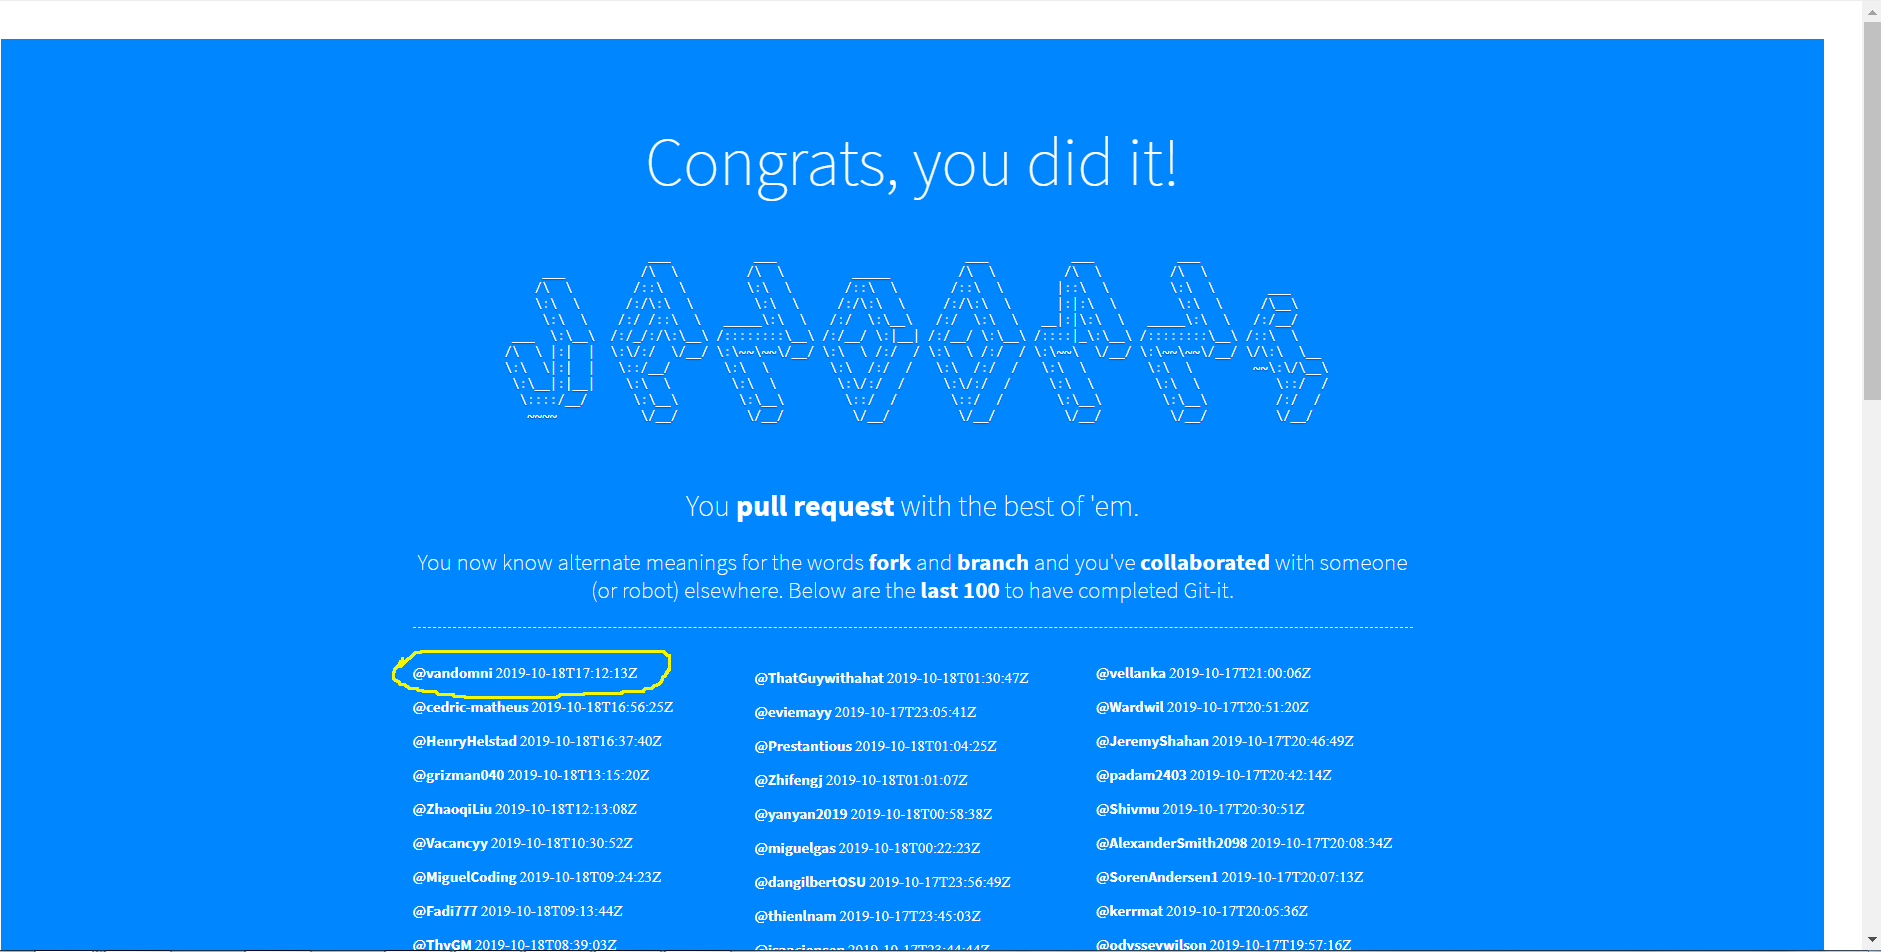 Congrats, you did it!
You pull request with the best of 'em.
You now know alternate meanings for the words fork and branch and you've collaborated with someone
(or robot) elsewhere. Below are the last 100 to have completed Git-it.
@vandomni 2019-10-18T17:12:13Z
@cedric-matheus 2019-10-18T16:56:25Z
@HenryHelstad 2019-10-18T16:37:40Z
@grizman040 2019-10-18T13:15:20Z
@ZhaoqiLiu 2019-10-18T12:13:08Z
@Vacancyy 2019-10-18T10:30:52Z
@MiguelCoding 2019-10-18T09:24:23Z
@Fadi777 2019-10-18T09:13:44Z
@ThyGM 2019-10-18T08:39:03Z
@ThatGuywithahat 2019-10-18T01:30:47Z
@eviemayy 2019-10-17T23:05:41Z
@Prestantious 2019-10-18T01:04:25Z
@Zhifengj 2019-10-18T01:01:07Z
@yanyan2019 2019-10-18T00:58:38Z
@miguelgas 2019-10-18T00:22:23Z
@dangilbertOSU 2019-10-17T23:56:49Z
@thienlnam 2019-10-17T23:45:03Z
@isaacjensen 2019-10-17T23:44:44Z
@vellanka 2019-10-17T21:00:06Z
@Wardwil 2019-10-17T20:51:20Z
@JeremyShahan 2019-10-17T20:46:49Z
@padam2403 2019-10-17T20:42:14Z
@Shivmu 2019-10-17T20:30:51Z
@AlexanderSmith2098 2019-10-17T20:08:34Z
@SorenAndersen1 2019-10-17T20:07:13Z
@kerrmat 2019-10-17T20:05:36Z
@odysseywilson 2019-10-17T19:57:16Z